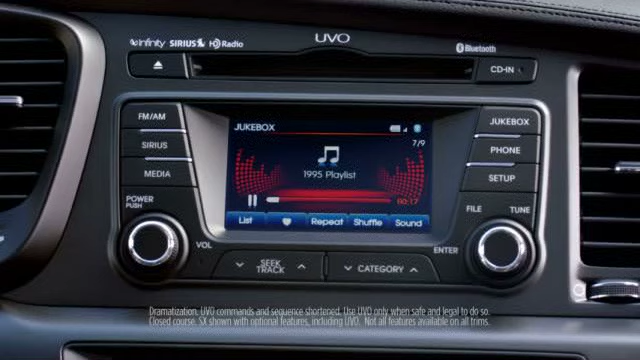 infinity SIRIUS HD Radio
UVO
Bluetooth
CD-IN
FM/AM
SIRIUS
MEDIA
POWER
PUSH
VOL
JUKEBOX
7/9
1995 Playlist
00:17
List Repeat Shuffle Sound
SEEK
TRACK
CATEGORY
JUKEBOX
PHONE
SETUP
FILE TUNE
ENTER
Dramatization. UVO commands and sequence shortened. Use UVO only when safe and legal to do so.
Closed course. SX shown with optional features, including UVO. Not all features available on all trims.